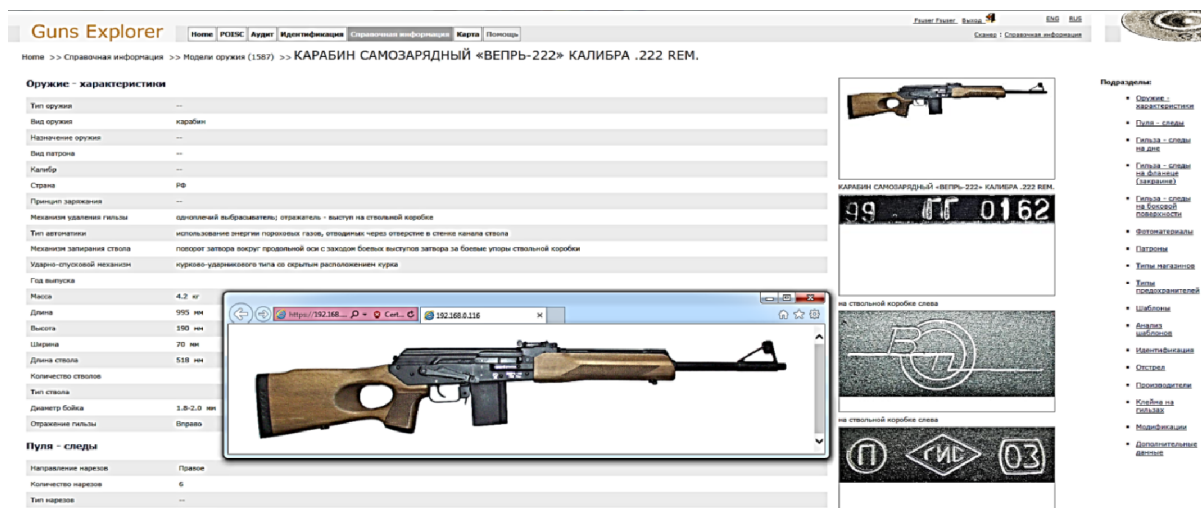 Guns Explorer
Home POISC Аудит Идентификация Справочная информация Карта Помощь
Pauser Pauser Выход
ENG RUS
Сканер : Справочная информация
Home >> Справочная информация >> Модели оружия (1587) >> КАРАБИН САМОЗАРЯДНЫЙ «ВЕПРЬ-222» КАЛИБРА .222 REM.
Оружие - характеристики
Тип оружия --
Вид оружия карабин
Назначение оружия --
Вид патрона --
Калибр --
Страна РФ
Принцип заряжания --
Механизм удаления гильзы одноплечий выбрасыватель; отражатель - выступ на ствольной коробке
Тип автоматики использование энергии пороховых газов, отводимых через отверстие в стенке канала ствола
Механизм запирания ствола поворот затвора вокруг продольной оси с заходом боевых выступов затвора за боевые упоры ствольной коробки
Ударно-спусковой механизм курково-ударникового типа со скрытым расположением курка
Год выпуска
Масса 4.2 кг
Длина 995 мм
Высота 190 мм
Ширина 70 мм
Длина ствола 518 мм
Количество стволов
Тип ствола
Диаметр бойка 1.8-2.0 мм
Отражение гильзы Вправо
Пуля - следы
Направление нарезов Правое
Количество нарезов 6
Тип нарезов --
https://192.168.... Cert...
192.168.0.116
КАРАБИН САМОЗАРЯДНЫЙ «ВЕПРЬ-222» КАЛИБРА .222 REM.
99 . ГГ 0162
на ствольной коробке слева
на ствольной коробке слева
П ГИС 03
Подразделы:
Оружие -
характеристики
Пуля - следы
Гильза - следы
на дне
Гильза - следы
на фланце
(закраине)
Гильза - следы
на боковой
поверхности
Фотоматериалы
Патроны
Типы магазинов
Типы
предохранителей
Шаблоны
Анализ
шаблонов
Идентификация
Отстрел
Производители
Клейма на
гильзах
Модификации
Дополнительные
данные